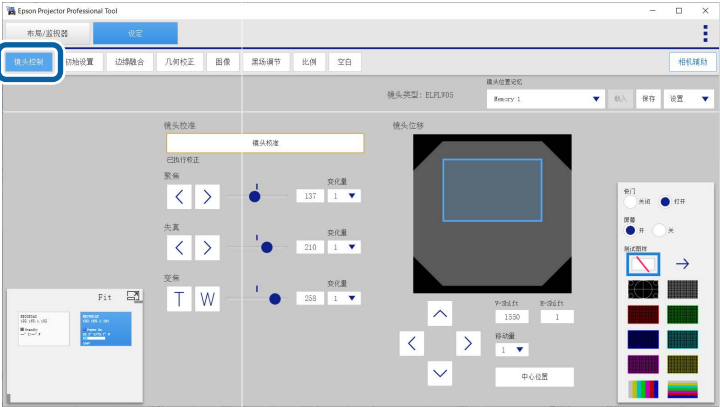 Epson Projector Professional Tool
布局/监视器
设定
镜头控制
初始设置
边缘融合
几何校正
图像
黑场调节
比例
空白
相机辅助
镜头位置记忆
镜头类型: ELPLW05
Memory 1
载入
保存
设置
镜头校准
镜头校准
已执行校正
聚焦
变化量
137
1
失真
变化量
210
1
变焦
变化量
T
W
258
1
镜头位移
V-Shift
H-Shift
1550
1
移动量
1
中心位置
快门
关闭
打开
屏幕
开
关
测试图样
Fit
Standby
Power On